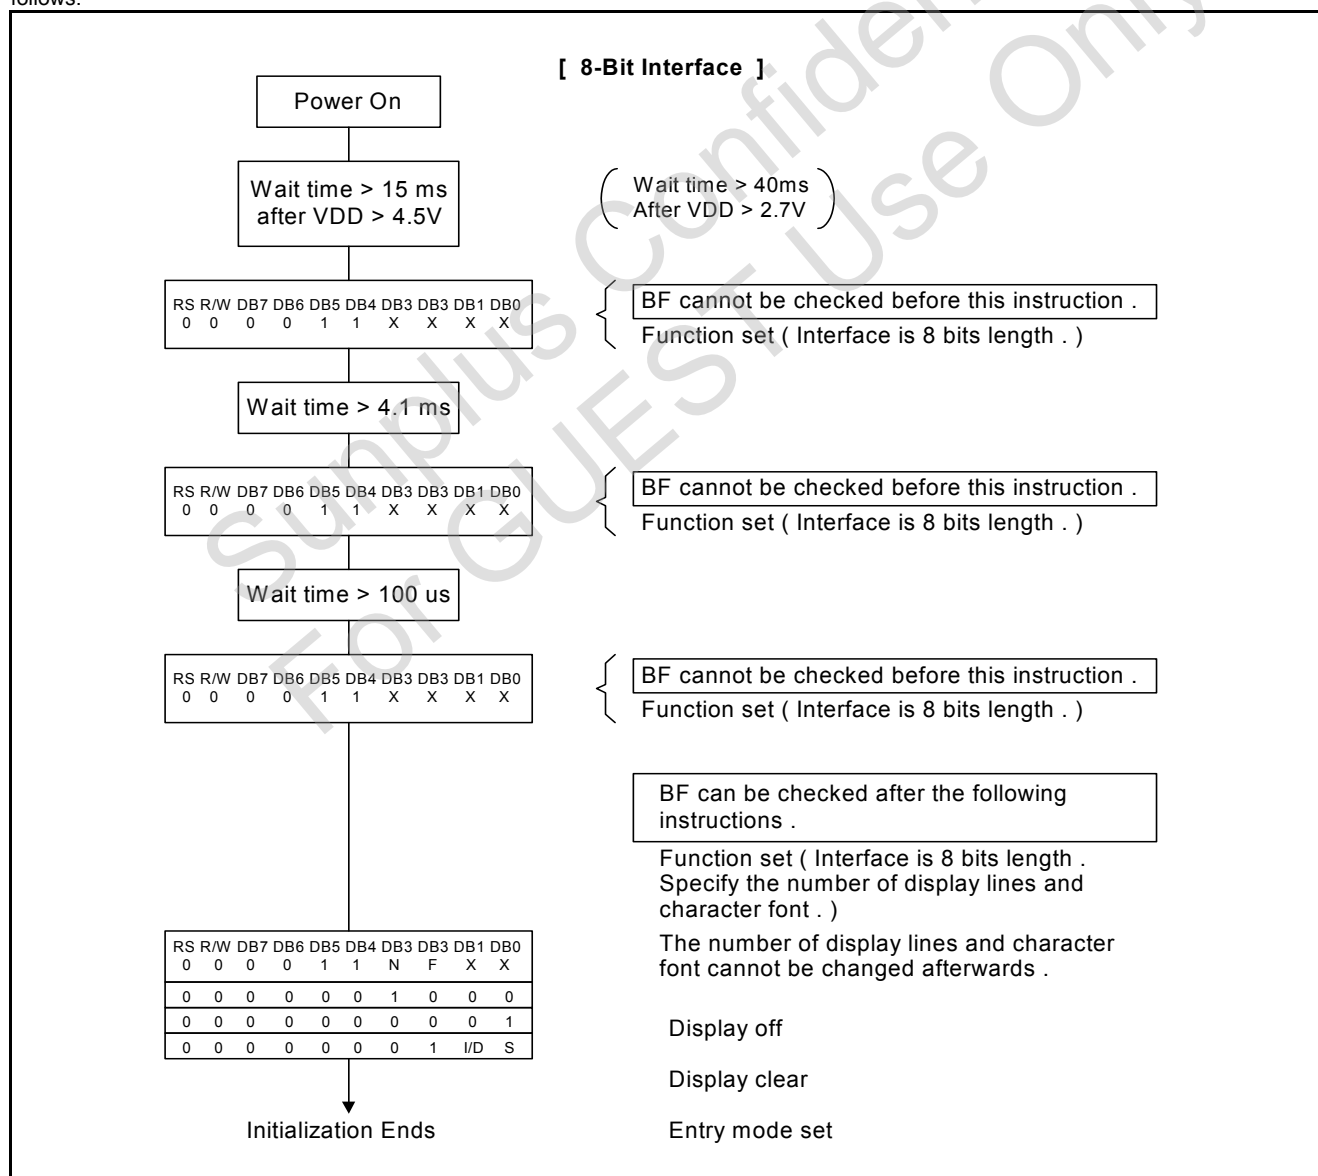 follows:
[ 8-Bit Interface ]
Power On
Wait time > 15 ms
after VDD > 4.5V
Wait time > 40ms
After VDD > 2.7V
RS R/W DB7 DB6 DB5 DB4 DB3 DB3 DB1 DB0
0 0 0 0 1 1 X X X X
BF cannot be checked before this instruction .
Function set ( Interface is 8 bits length . )
Wait time > 4.1 ms
RS R/W DB7 DB6 DB5 DB4 DB3 DB3 DB1 DB0
0 0 0 0 1 1 X X X X
BF cannot be checked before this instruction .
Function set ( Interface is 8 bits length . )
Wait time > 100 us
RS R/W DB7 DB6 DB5 DB4 DB3 DB3 DB1 DB0
0 0 0 0 1 1 X X X X
BF cannot be checked before this instruction .
Function set ( Interface is 8 bits length . )
BF can be checked after the following
instructions .
Function set ( Interface is 8 bits length .
Specify the number of display lines and
character font . )
The number of display lines and character
font cannot be changed afterwards .
RS R/W DB7 DB6 DB5 DB4 DB3 DB3 DB1 DB0
0 0 0 0 1 1 N F X X
0 0 0 0 0 0 1 0 0 0
0 0 0 0 0 0 0 0 0 1
0 0 0 0 0 0 0 1 I/D S
Display off
Display clear
Entry mode set
Initialization Ends
Sunplus Confiden
For GUEST Use Only